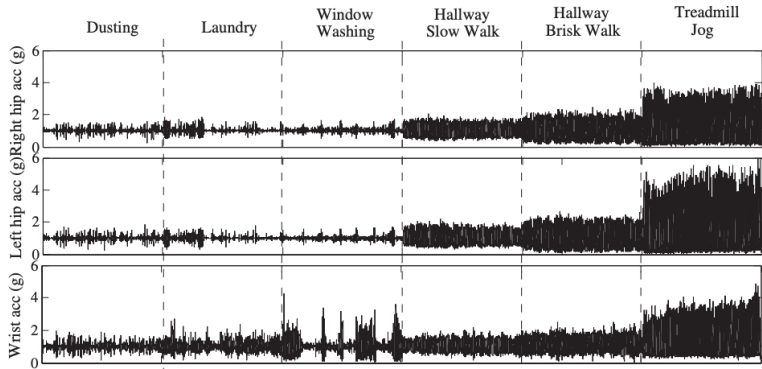 Dusting
Laundry
Window
Washing
Hallway
Slow Walk
Hallway
Brisk Walk
Treadmill
Jog
Right hip acc (g)
6
4
2
0
Left hip acc (g)
6
4
2
0
Wrist acc (g)
6
4
2
0